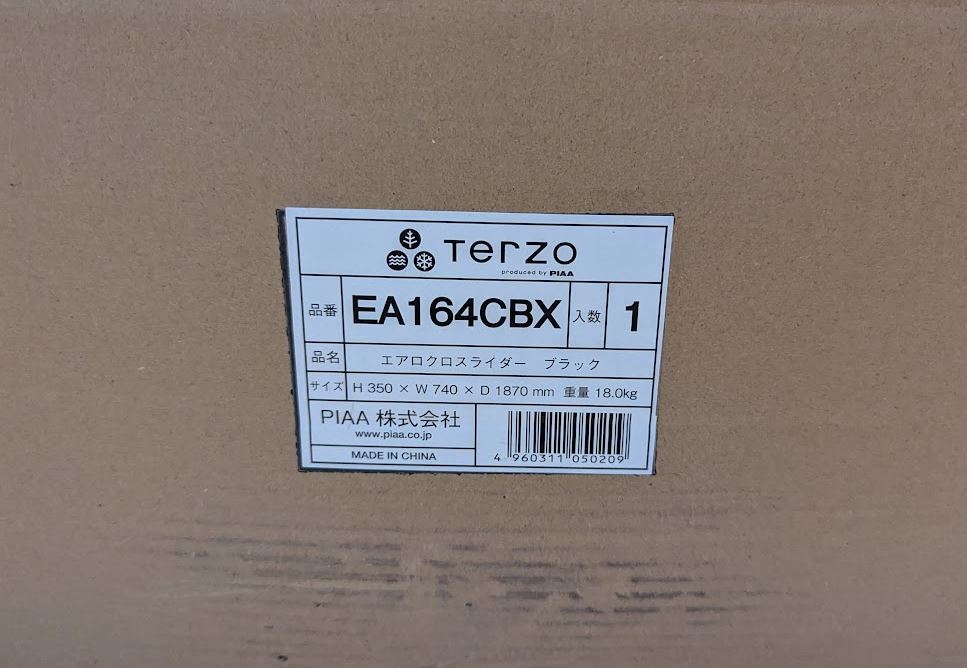 Terzo
produced by PIAA
品番 EA164CBX 入数 1
品名 エアロクロスライダー ブラック
サイズ H 350 × W 740 × D 1870 mm 重量 18.0kg
PIAA 株式会社
www.piaa.co.jp
MADE IN CHINA
4 960311 050209